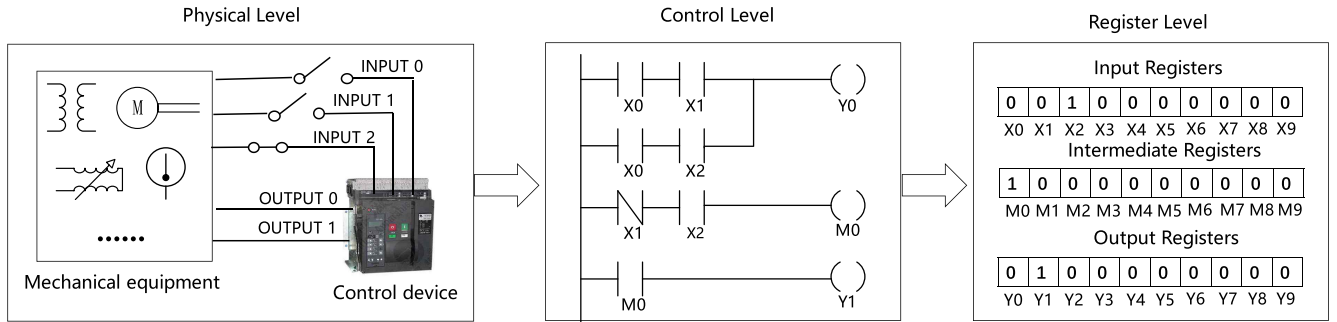 Physical Level
Control Level
Register Level
INPUT 0
INPUT 1
INPUT 2
M
OUTPUT 0
OUTPUT 1
......
Mechanical equipment
Control device
X0 X1 Y0
X0 X2
X1 X2 M0
M0 Y1
Input Registers
0 0 1 0 0 0 0 0 0 0
X0 X1 X2 X3 X4 X5 X6 X7 X8 X9
Intermediate Registers
1 0 0 0 0 0 0 0 0 0
M0 M1 M2 M3 M4 M5 M6 M7 M8 M9
Output Registers
0 1 0 0 0 0 0 0 0 0
Y0 Y1 Y2 Y3 Y4 Y5 Y6 Y7 Y8 Y9